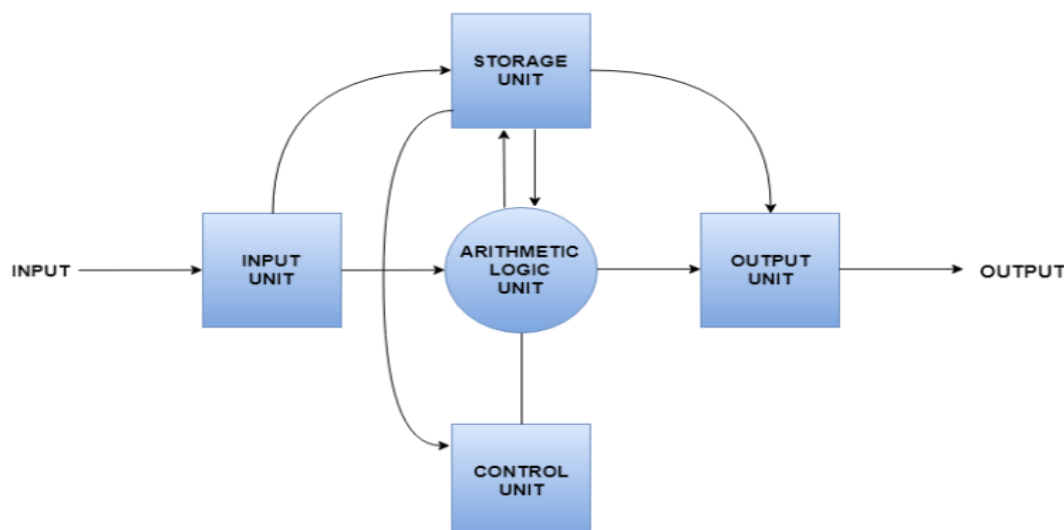 STORAGE
UNIT
INPUT
INPUT
UNIT
ARITHMETIC
LOGIC
UNIT
OUTPUT
UNIT
OUTPUT
CONTROL
UNIT